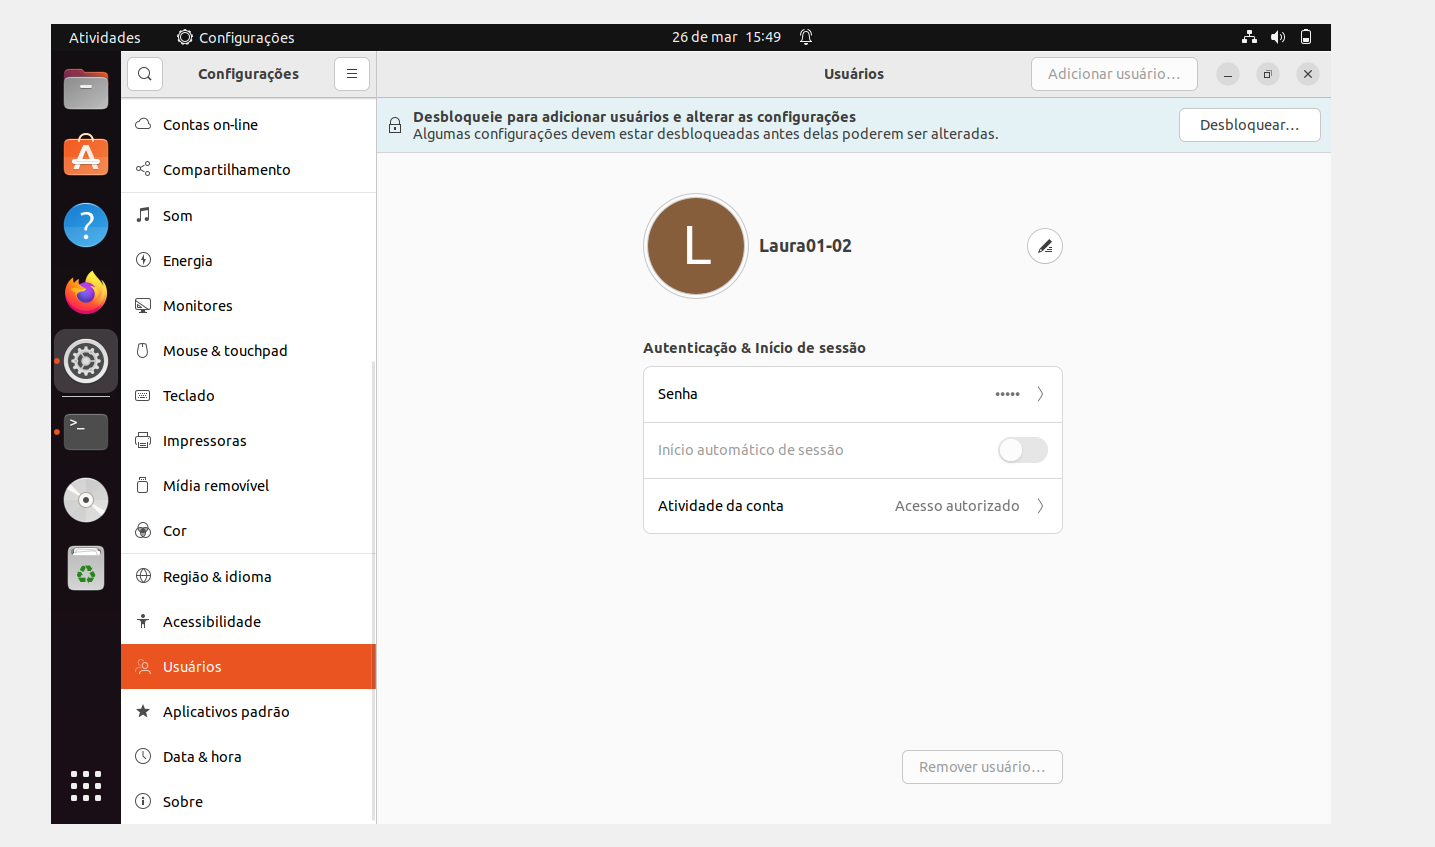 Atividades
Configurações
26 de mar 15:49
Configurações
Usuários
Adicionar usuário...
Desbloqueie para adicionar usuários e alterar as configurações
Algumas configurações devem estar desbloqueadas antes delas poderem ser alteradas.
Desbloquear...
Contas on-line
Compartilhamento
Som
Energia
Monitores
Mouse & touchpad
Teclado
Impressoras
Mídia removível
Cor
Região & idioma
Acessibilidade
Usuários
Aplicativos padrão
Data & hora
Sobre
L
Laura01-02
Autenticação & Início de sessão
Senha •••••
Início automático de sessão
Atividade da conta Acesso autorizado
Remover usuário...